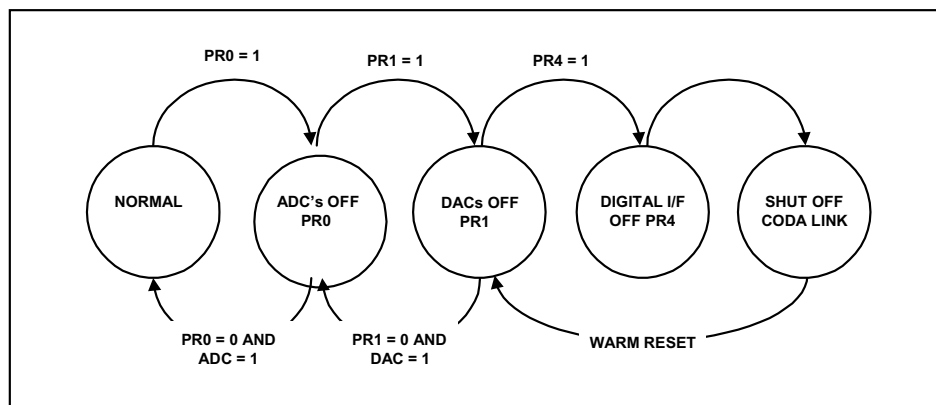 PR0 = 1
PR1 = 1
PR4 = 1
NORMAL
ADC's OFF
PR0
DACs OFF
PR1
DIGITAL I/F
OFF PR4
SHUT OFF
CODA LINK
PR0 = 0 AND
ADC = 1
PR1 = 0 AND
DAC = 1
WARM RESET